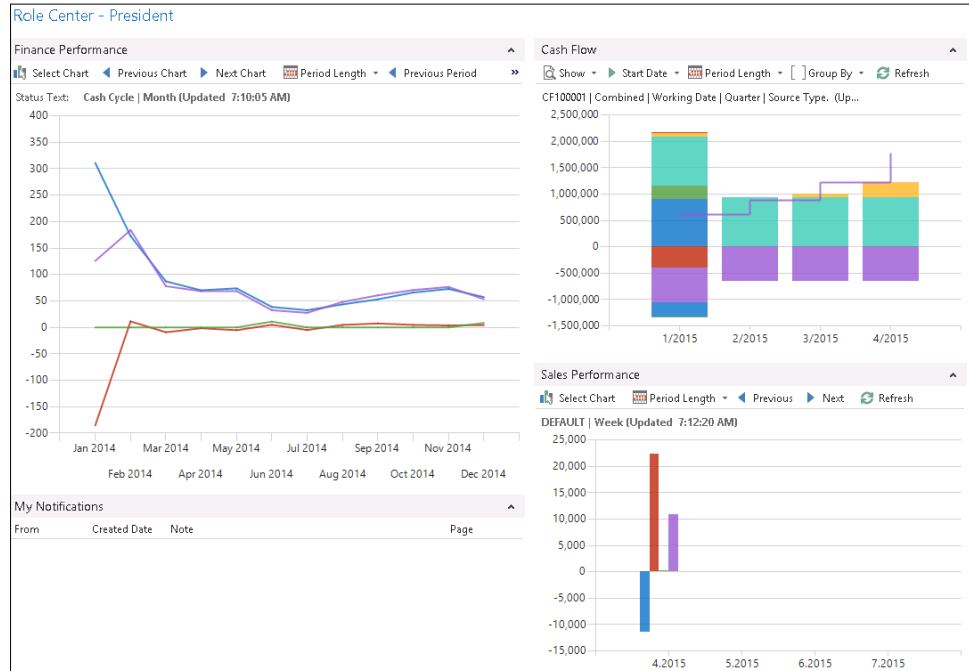 Role Center - President
Finance Performance
Select Chart Previous Chart Next Chart Period Length Previous Period »
Status Text: Cash Cycle | Month (Updated 7:10:05 AM)
400
350
300
250
200
150
100
50
0
-50
-100
-150
-200
Jan 2014 Mar 2014 May 2014 Jul 2014 Sep 2014 Nov 2014
Feb 2014 Apr 2014 Jun 2014 Aug 2014 Oct 2014 Dec 2014
My Notifications
From Created Date Note Page
Cash Flow
Show Start Date Period Length [ ] Group By Refresh
CF100001 | Combined | Working Date | Quarter | Source Type. (Up...
2,500,000
2,000,000
1,500,000
1,000,000
500,000
0
-500,000
-1,000,000
-1,500,000
1/2015 2/2015 3/2015 4/2015
Sales Performance
Select Chart Period Length Previous Next Refresh
DEFAULT | Week (Updated 7:12:20 AM)
25,000
20,000
15,000
10,000
5,000
0
-5,000
-10,000
-15,000
4.2015 5.2015 6.2015 7.2015